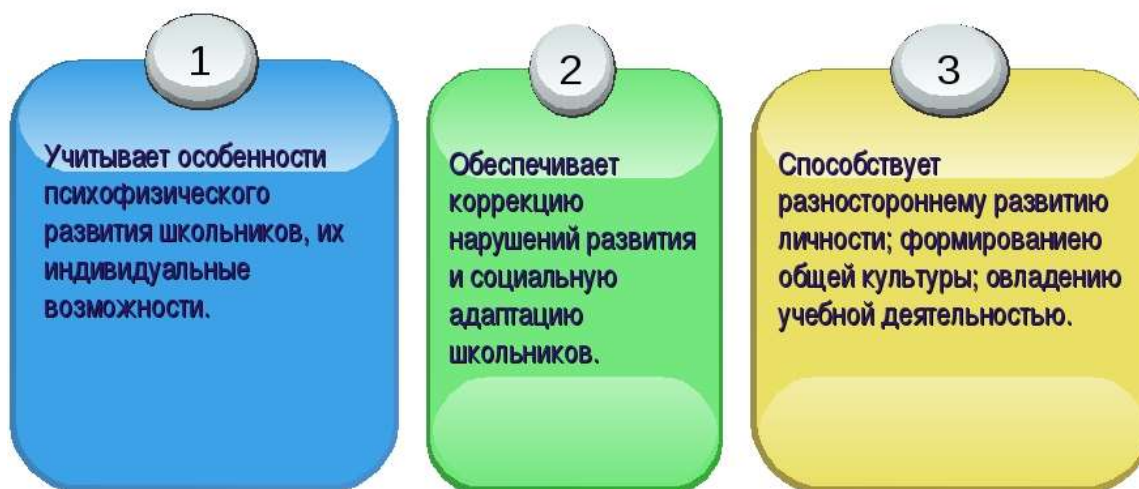 1
Учитывает особенности
психофизического
развития школьников, их
индивидуальные
возможности.
2
Обеспечивает
коррекцию
нарушений развития
и социальную
адаптацию
школьников.
3
Способствует
разностороннему развитию
личности; формированиею
общей культуры; овладению
учебной деятельностью.